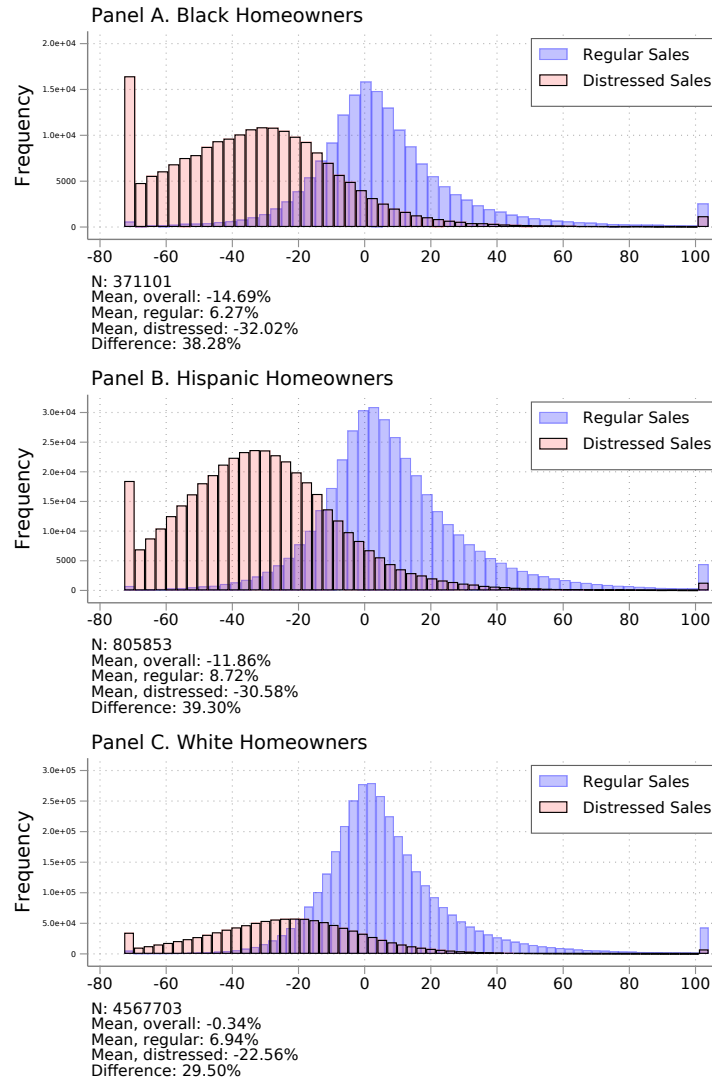 Panel A. Black Homeowners
Regular Sales
Distressed Sales
Frequency
2.0e+04
1.5e+04
1.0e+04
5000
0
-80 -60 -40 -20 0 20 40 60 80 100
N: 371101
Mean, overall: -14.69%
Mean, regular: 6.27%
Mean, distressed: -32.02%
Difference: 38.28%
Panel B. Hispanic Homeowners
Regular Sales
Distressed Sales
Frequency
3.0e+04
2.5e+04
2.0e+04
1.5e+04
1.0e+04
5000
0
-80 -60 -40 -20 0 20 40 60 80 100
N: 805853
Mean, overall: -11.86%
Mean, regular: 8.72%
Mean, distressed: -30.58%
Difference: 39.30%
Panel C. White Homeowners
Regular Sales
Distressed Sales
Frequency
3.0e+05
2.5e+05
2.0e+05
1.5e+05
1.0e+05
5.0e+04
0
-80 -60 -40 -20 0 20 40 60 80 100
N: 4567703
Mean, overall: -0.34%
Mean, regular: 6.94%
Mean, distressed: -22.56%
Difference: 29.50%